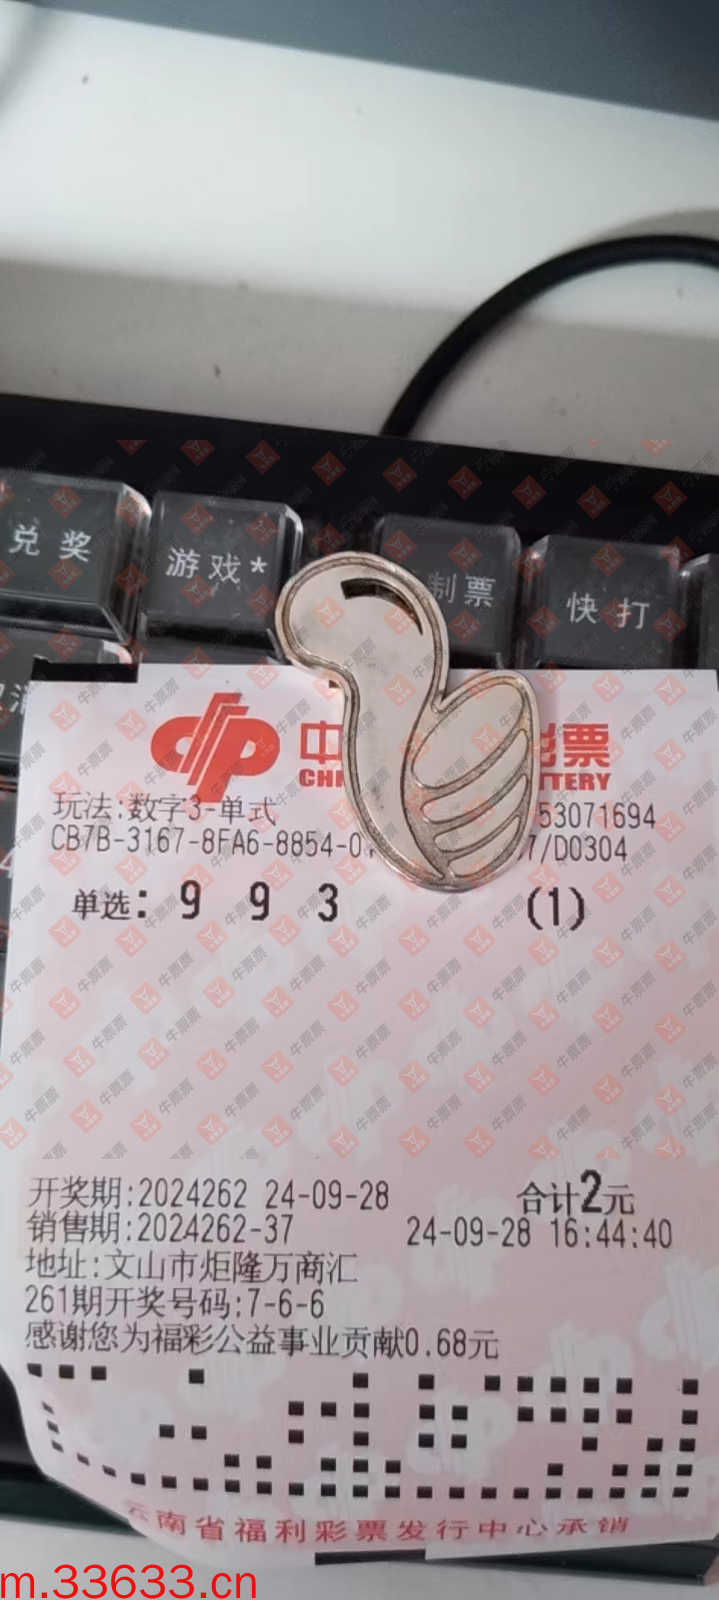 兑奖
游戏*
制票
快打
中 彩票
CHI TTERY
玩法:数字3-单式 53071694
CB7B-3167-8FA6-8854-0 7/D0304
单选: 9 9 3 (1)
开奖期:2024262 24-09-28 合计2元
销售期:2024262-37 24-09-28 16:44:40
地址:文山市炬隆万商汇
261期开奖号码:7-6-6
感谢您为福彩公益事业贡献0.68元
云南省福利彩票发行中心承销
牛票票
m.33633.cn